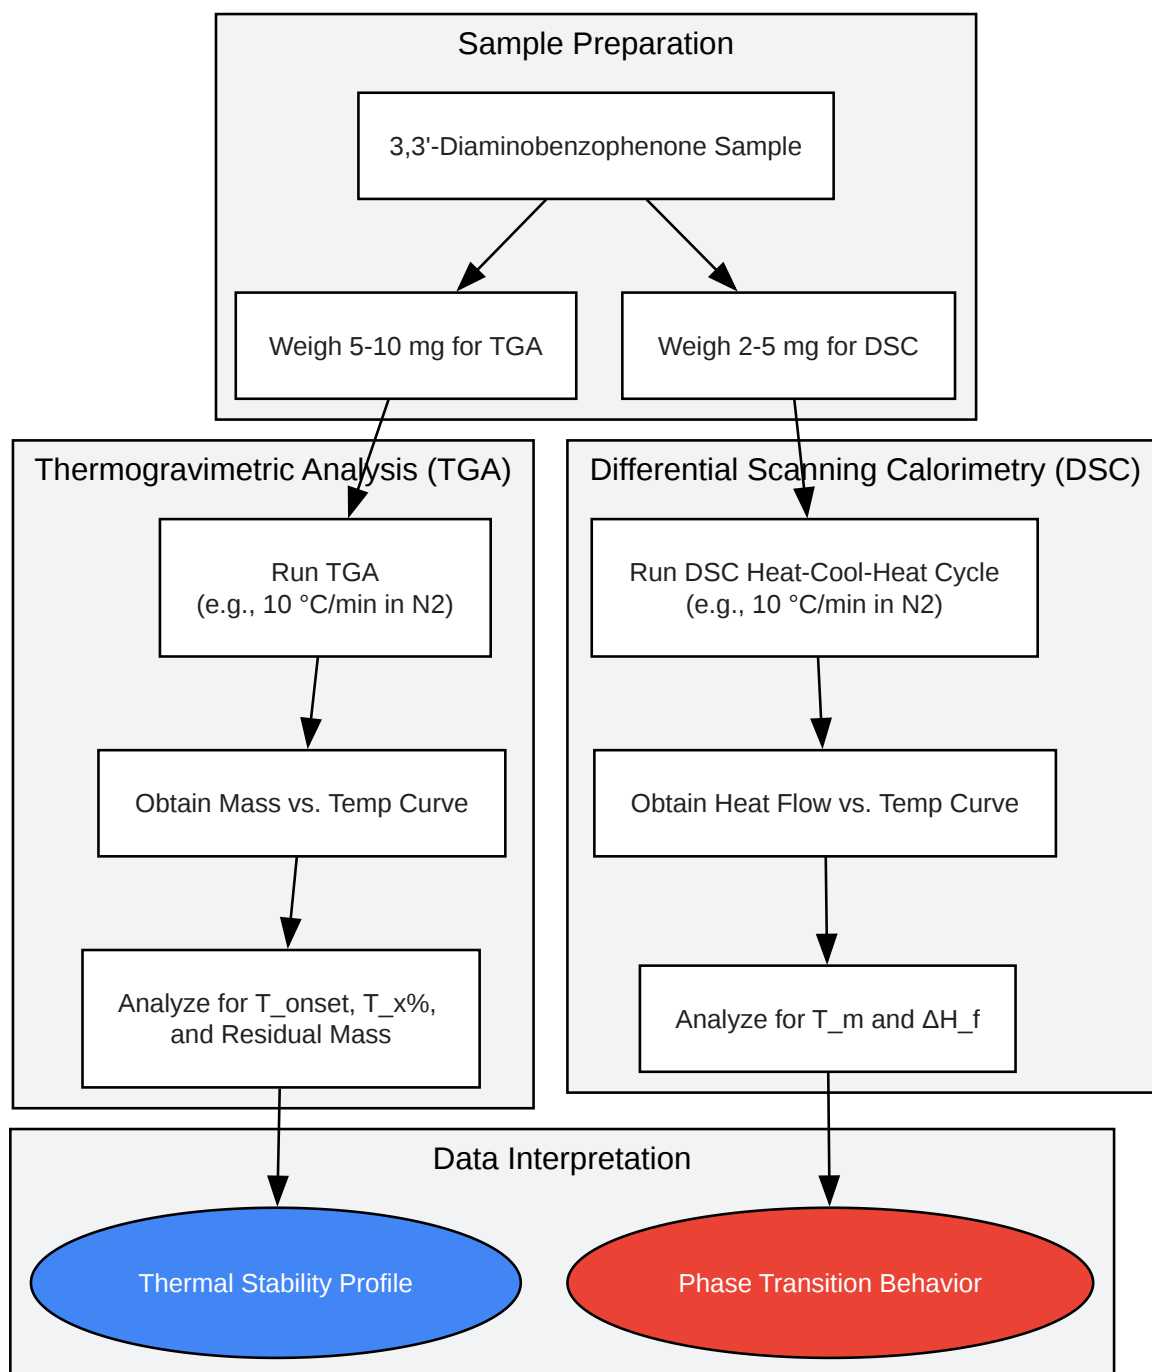 Sample Preparation
3,3'-Diaminobenzophenone Sample
Weigh 5-10 mg for TGA
Weigh 2-5 mg for DSC
Thermogravimetric Analysis (TGA)
Differential Scanning Calorimetry (DSC)
Run TGA
(e.g., 10 °C/min in N2)
Run DSC Heat-Cool-Heat Cycle
(e.g., 10 °C/min in N2)
Obtain Mass vs. Temp Curve
Obtain Heat Flow vs. Temp Curve
Analyze for T_onset, T_x%,
and Residual Mass
Analyze for T_m and ΔH_f
Data Interpretation
Thermal Stability Profile
Phase Transition Behavior